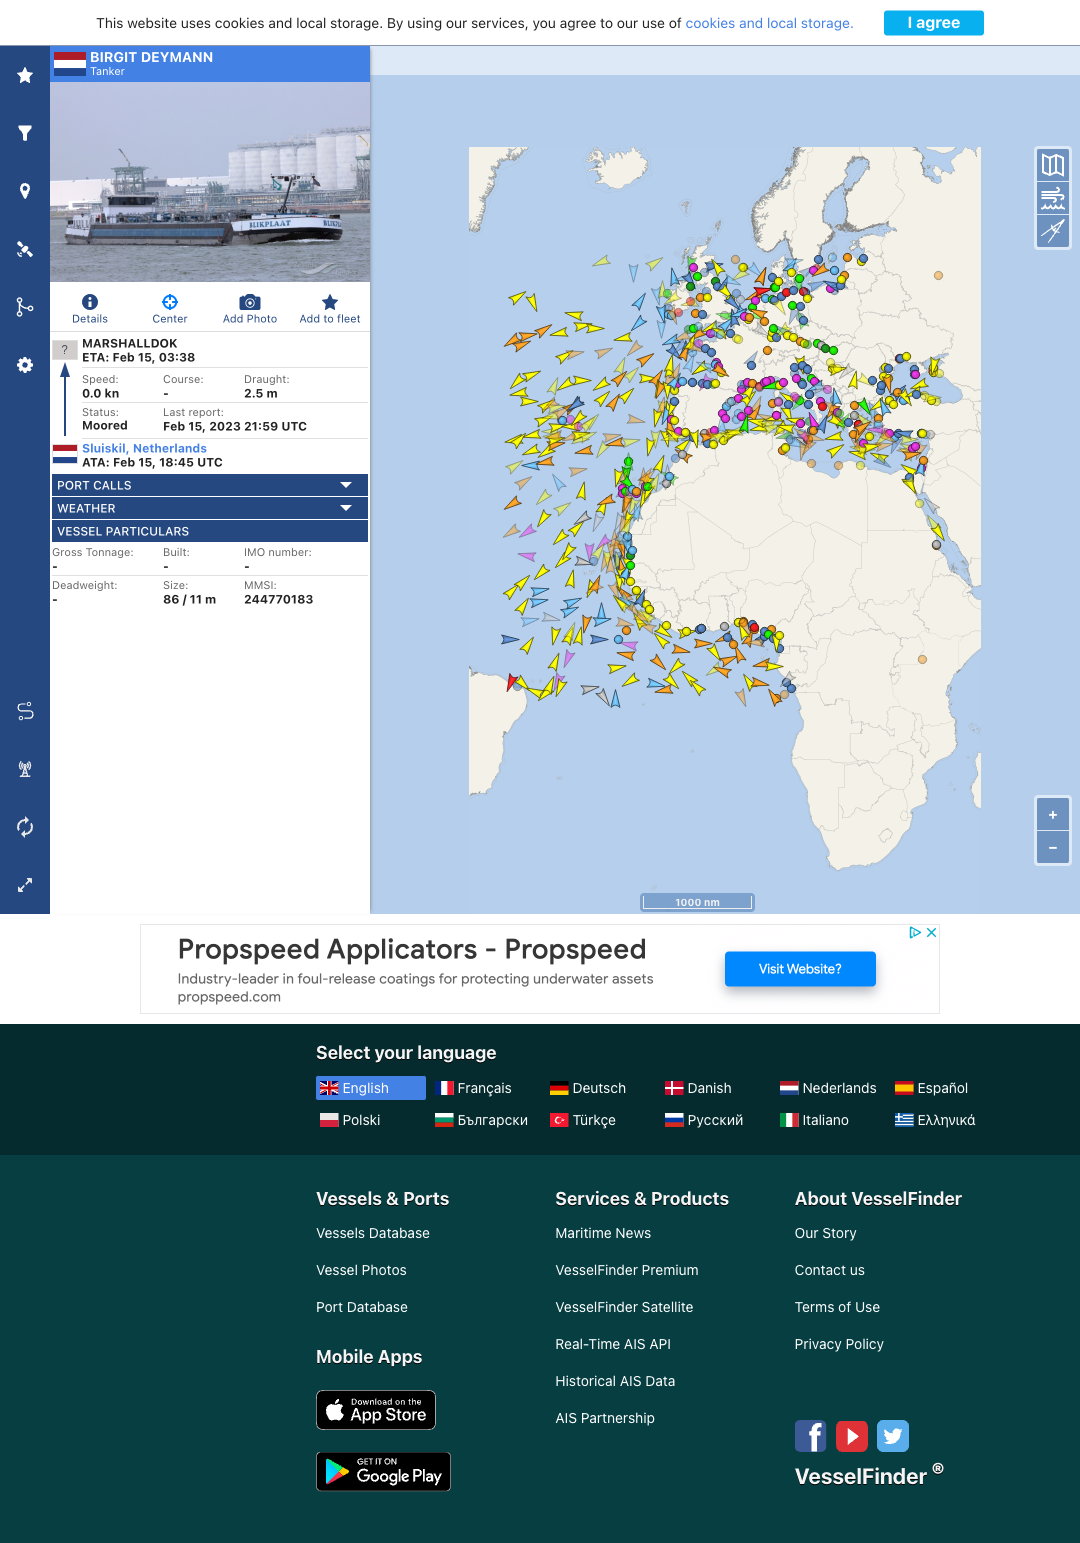 This website uses cookies and local storage. By using our services, you agree to our use of cookies and local storage.
I agree
BIRGIT DEYMANN
Tanker
BLIKPLAAT
Details
Center
Add Photo
Add to fleet
?
MARSHALLDOK
ETA: Feb 15, 03:38
Speed:
Course:
Draught:
0.0 kn
-
2.5 m
Status:
Last report:
Moored
Feb 15, 2023 21:59 UTC
Sluiskil, Netherlands
ATA: Feb 15, 18:45 UTC
PORT CALLS
WEATHER
VESSEL PARTICULARS
Gross Tonnage:
Built:
IMO number:
-
-
-
Deadweight:
Size:
MMSI:
-
86 / 11 m
244770183
+
−
1000 nm
Propspeed Applicators - Propspeed
Industry-leader in foul-release coatings for protecting underwater assets
propspeed.com
Visit Website?
Select your language
English
Français
Deutsch
Danish
Nederlands
Español
Polski
Български
Türkçe
Русский
Italiano
Ελληνικά
Vessels & Ports
Vessels Database
Vessel Photos
Port Database
Mobile Apps
Download on the
App Store
GET IT ON
Google Play
Services & Products
Maritime News
VesselFinder Premium
VesselFinder Satellite
Real-Time AIS API
Historical AIS Data
AIS Partnership
About VesselFinder
Our Story
Contact us
Terms of Use
Privacy Policy
VesselFinder ®